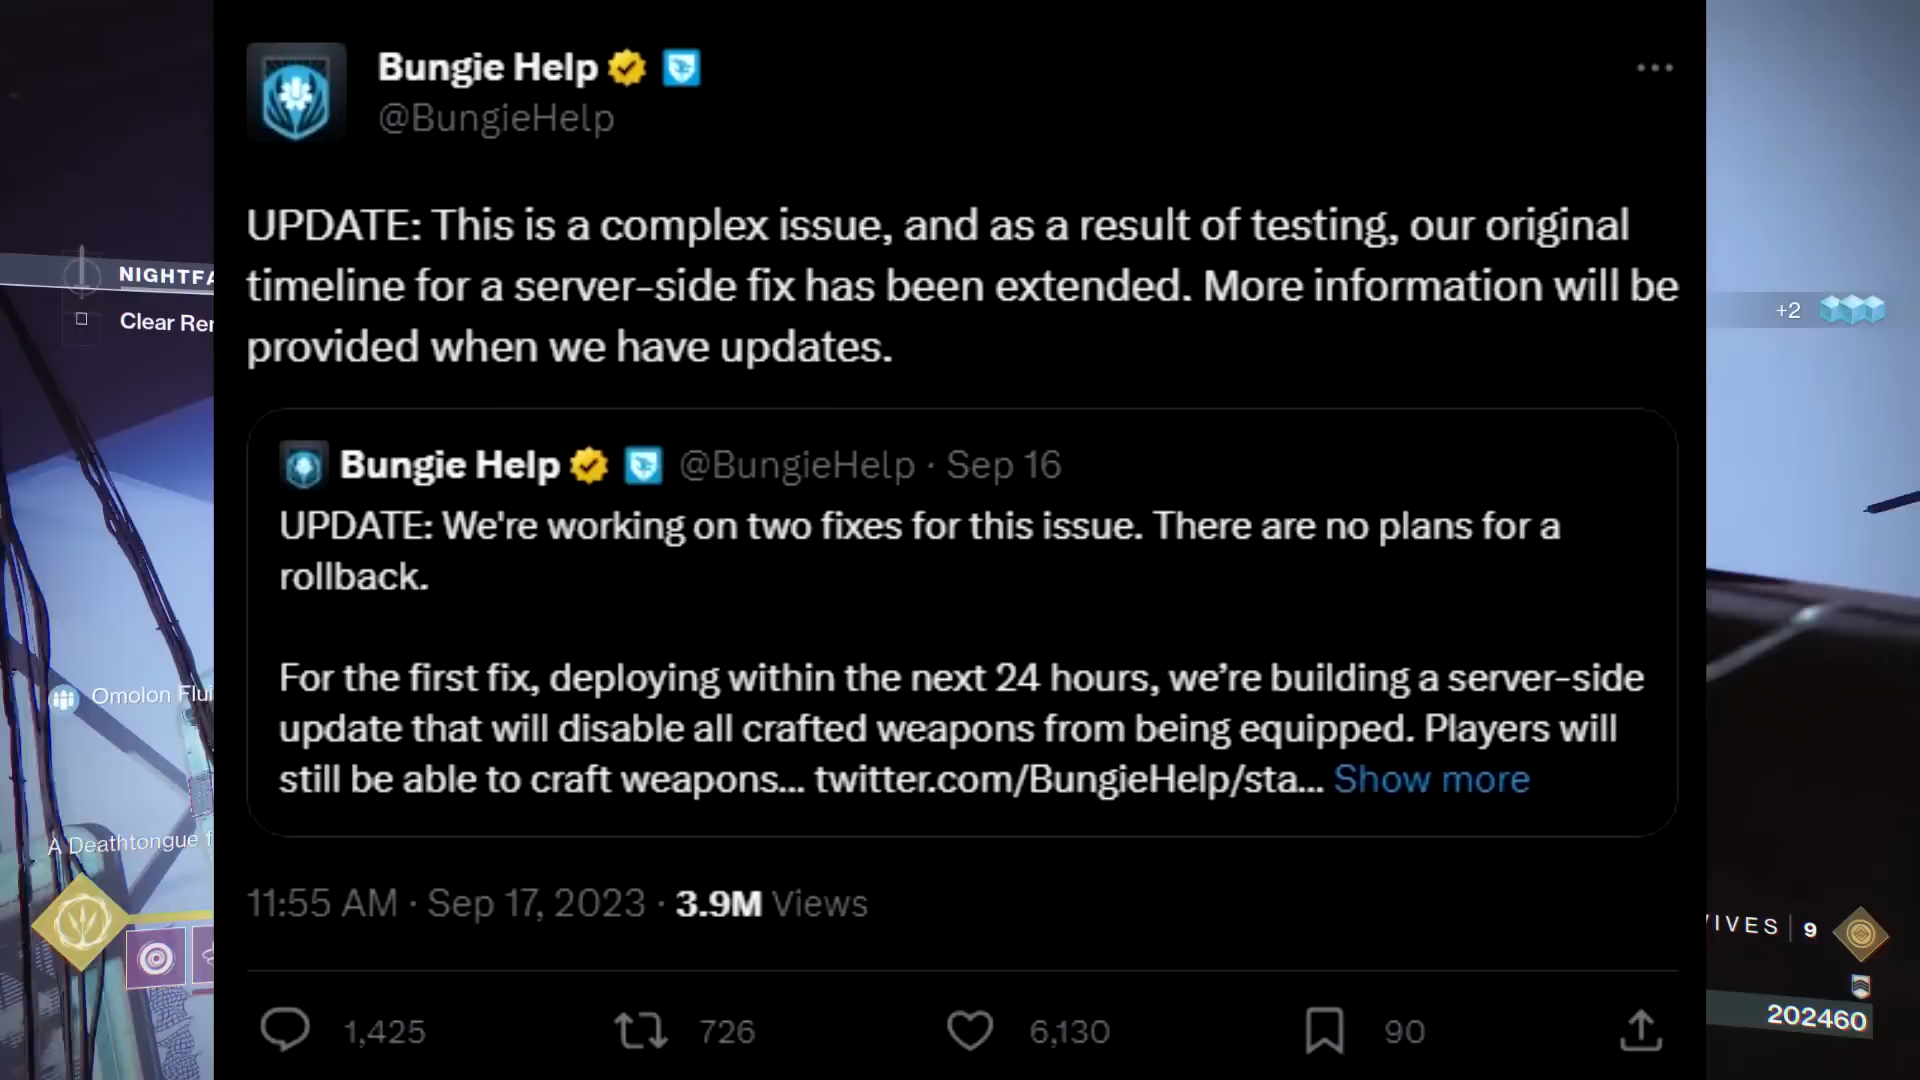 Bungie Help
@BungieHelp
UPDATE: This is a complex issue, and as a result of testing, our original
timeline for a server-side fix has been extended. More information will be
provided when we have updates.
Bungie Help @BungieHelp · Sep 16
UPDATE: We're working on two fixes for this issue. There are no plans for a
rollback.
For the first fix, deploying within the next 24 hours, we’re building a server-side
update that will disable all crafted weapons from being equipped. Players will
still be able to craft weapons... twitter.com/BungieHelp/sta... Show more
11:55 AM · Sep 17, 2023 · 3.9M Views
1,425 726 6,130 90
NIGHTFA
Clear Rer
+2
Omolon Flui
A Deathtongue
VIVES | 9
202460